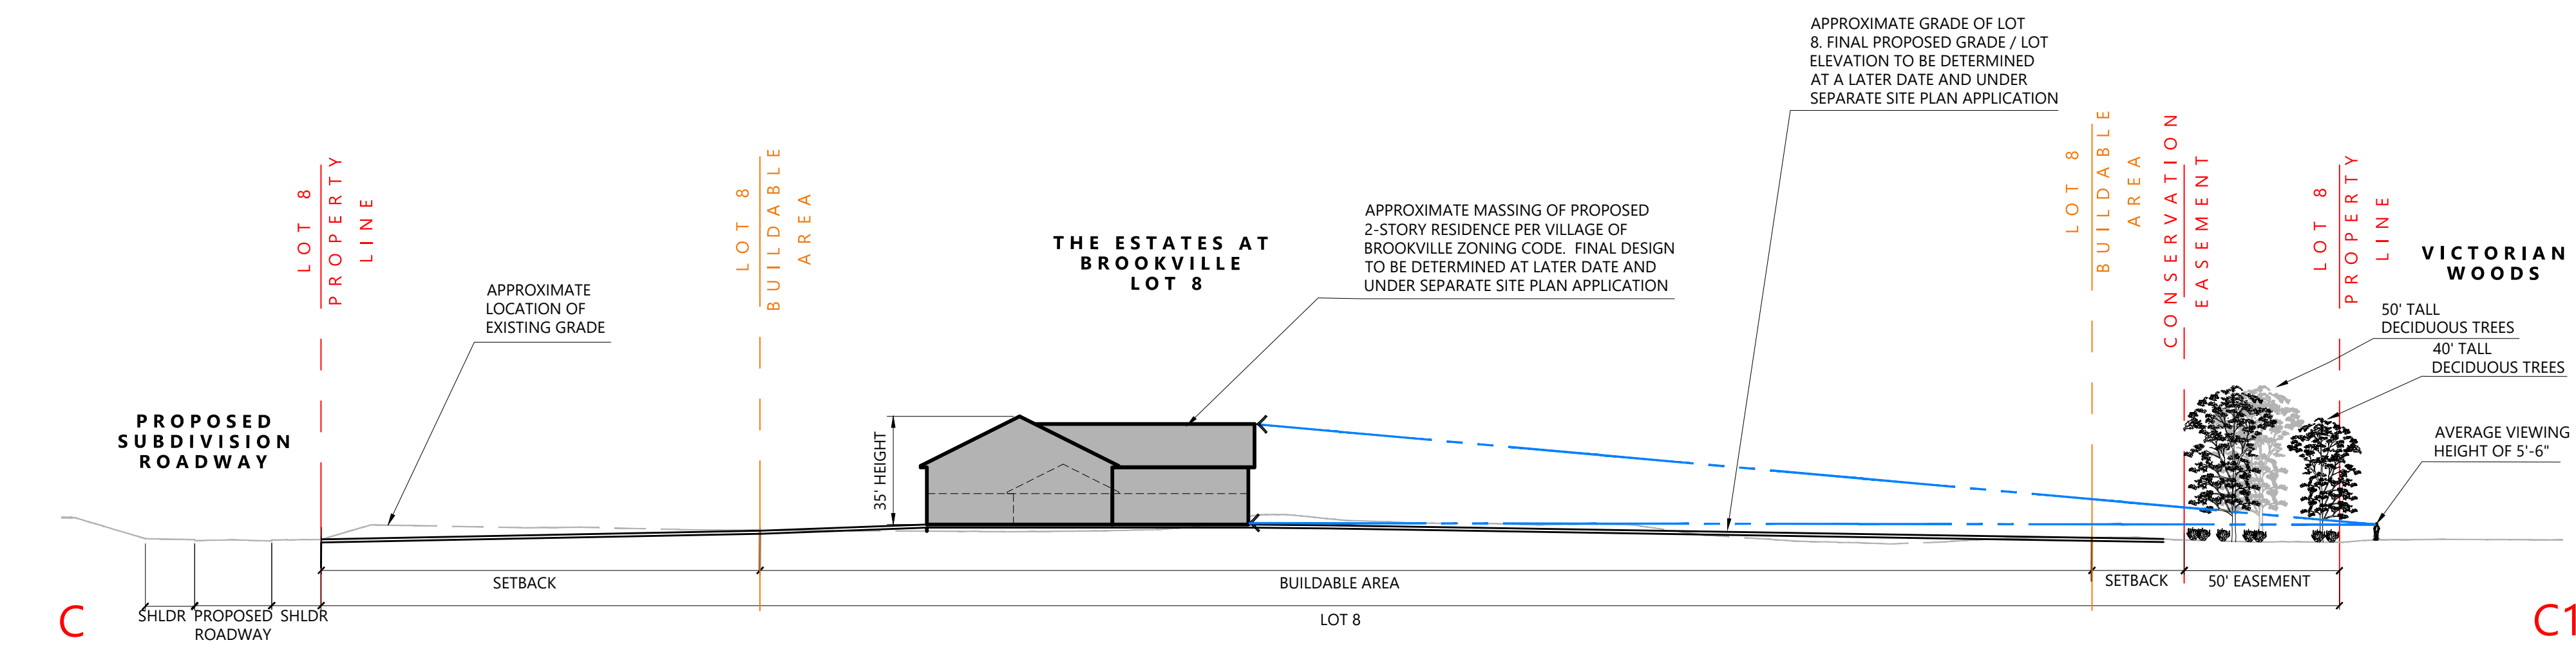 APPROXIMATE GRADE OF LOT
8. FINAL PROPOSED GRADE / LOT
ELEVATION TO BE DETERMINED
AT A LATER DATE AND UNDER
SEPARATE SITE PLAN APPLICATION
LOT 8
PROPERTY
LINE
LOT 8
BUILDABLE
AREA
THE ESTATES AT
BROOKVILLE
LOT 8
APPROXIMATE MASSING OF PROPOSED
2-STORY RESIDENCE PER VILLAGE OF
BROOKVILLE ZONING CODE. FINAL DESIGN
TO BE DETERMINED AT LATER DATE AND
UNDER SEPARATE SITE PLAN APPLICATION
LOT 8
BUILDABLE
AREA
CONSERVATION
EASEMENT
LOT 8
PROPERTY
LINE
VICTORIAN
WOODS
APPROXIMATE
LOCATION OF
EXISTING GRADE
50' TALL
DECIDUOUS TREES
40' TALL
DECIDUOUS TREES
PROPOSED
SUBDIVISION
ROADWAY
35' HEIGHT
AVERAGE VIEWING
HEIGHT OF 5'-6"
SETBACK
BUILDABLE AREA
SETBACK
50' EASEMENT
C
SHLDR
PROPOSED
ROADWAY
SHLDR
LOT 8
C1